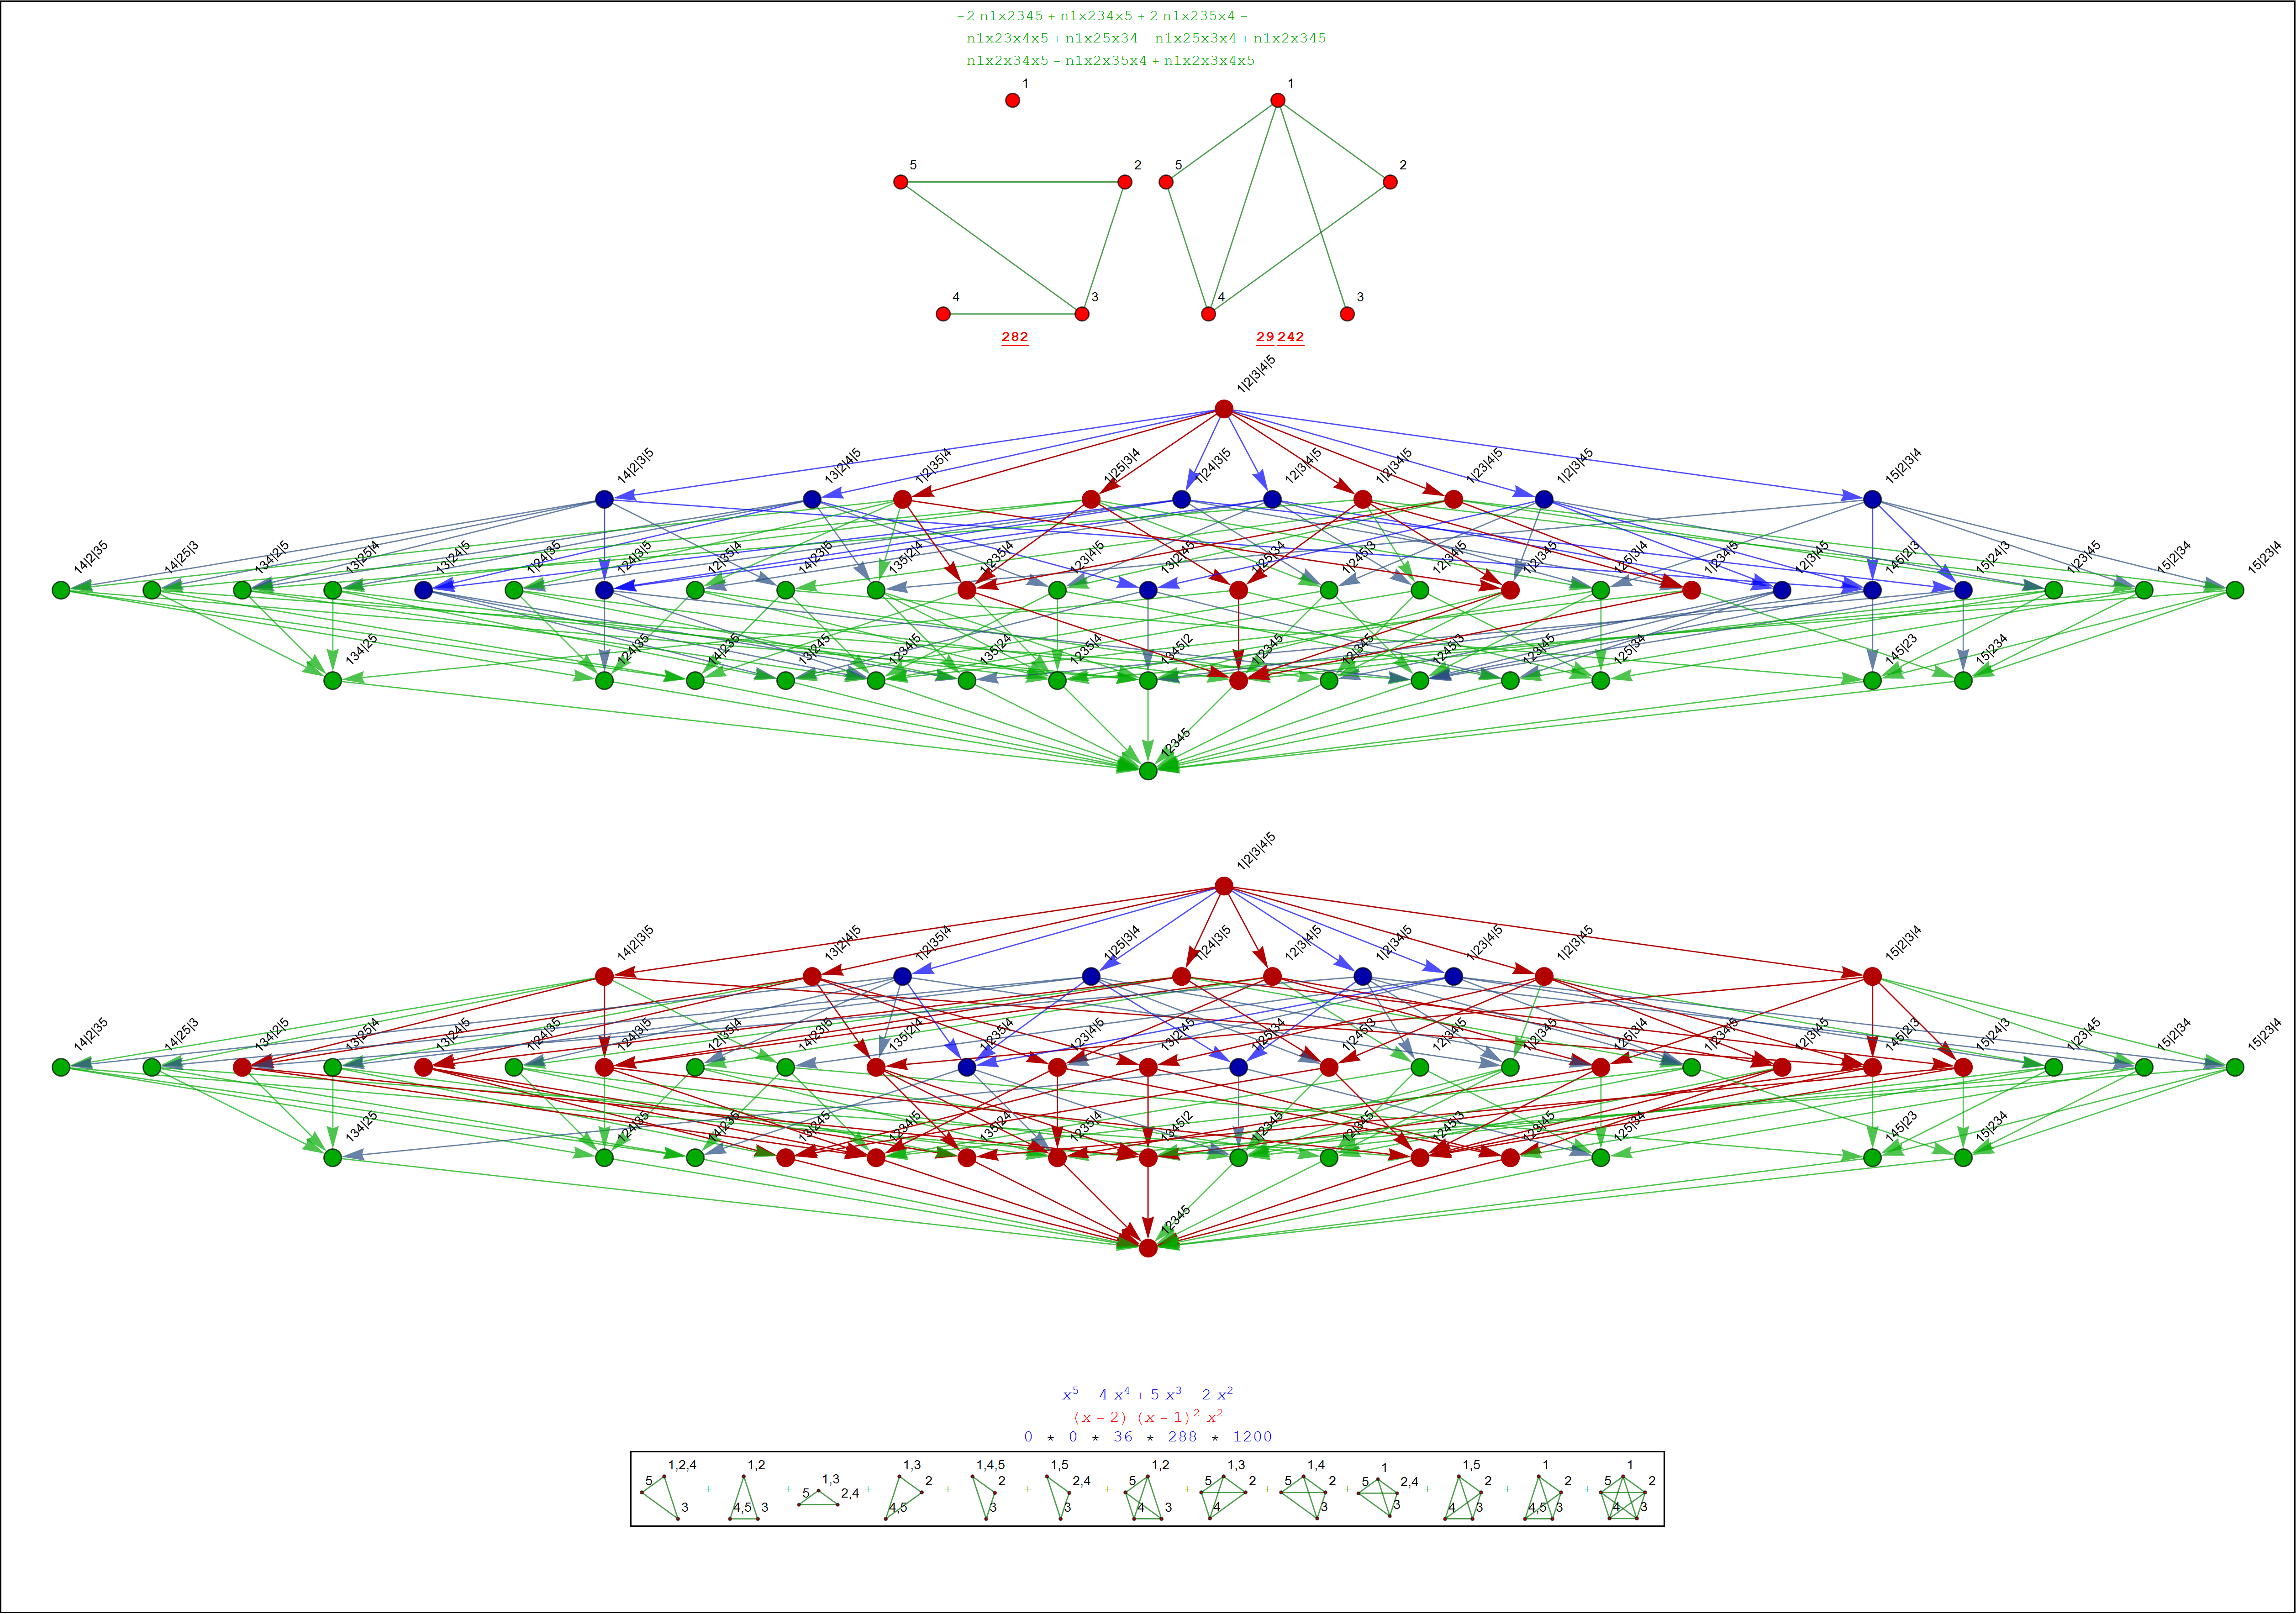 -2 n1x2345 + n1x234x5 + 2 n1x235x4 -
n1x23x4x5 + n1x25x34 - n1x25x3x4 + n1x2x345 -
n1x2x34x5 - n1x2x35x4 + n1x2x3x4x5
1 1
5 2 5 2
4 3 4 3
282 29 242
1|2|3|4|5
14|2|3|5 13|2|4|5 1|2|35|4 1|25|3|4 1|24|3|5 12|3|4|5 1|2|34|5 1|23|4|5 1|2|3|45 15|2|3|4
14|2|35 14|25|3 134|2|5 13|25|4 13|24|5 1|24|35 124|3|5 12|35|4 14|23|5 135|2|4 1|235|4 123|4|5 13|2|45 1|25|34 1|245|3 12|34|5 1|2|345 125|3|4 1|234|5 12|3|45 145|2|3 15|24|3 1|23|45 15|2|34 15|23|4
134|25 124|35 14|235 13|245 1234|5 135|24 1235|4 1345|2 1|2345 12|345 1245|3 123|45 125|34 145|23 15|234
12345
1|2|3|4|5
14|2|3|5 13|2|4|5 1|2|35|4 1|25|3|4 1|24|3|5 12|3|4|5 1|2|34|5 1|23|4|5 1|2|3|45 15|2|3|4
14|2|35 14|25|3 134|2|5 13|25|4 13|24|5 1|24|35 124|3|5 12|35|4 14|23|5 135|2|4 1|235|4 123|4|5 13|2|45 1|25|34 1|245|3 12|34|5 1|2|345 125|3|4 1|234|5 12|3|45 145|2|3 15|24|3 1|23|45 15|2|34 15|23|4
134|25 124|35 14|235 13|245 1234|5 135|24 1235|4 1345|2 1|2345 12|345 1245|3 123|45 125|34 145|23 15|234
12345
x⁵ - 4 x⁴ + 5 x³ - 2 x²
(x - 2) (x - 1)² x²
0 * 0 * 36 * 288 * 1200
5 1,2,4 3 + 1,2 4,5 3 + 5 1,3 2,4 + 1,3 2 4,5 + 1,4,5 2 3 + 1,5 2,4 3 + 1,2 5 4 3 + 1,3 5 2 4 + 1,4 5 2 3 + 1 5 2,4 3 + 1,5 2 4 3 + 1 2 4,5 3 + 1 5 2 4 3